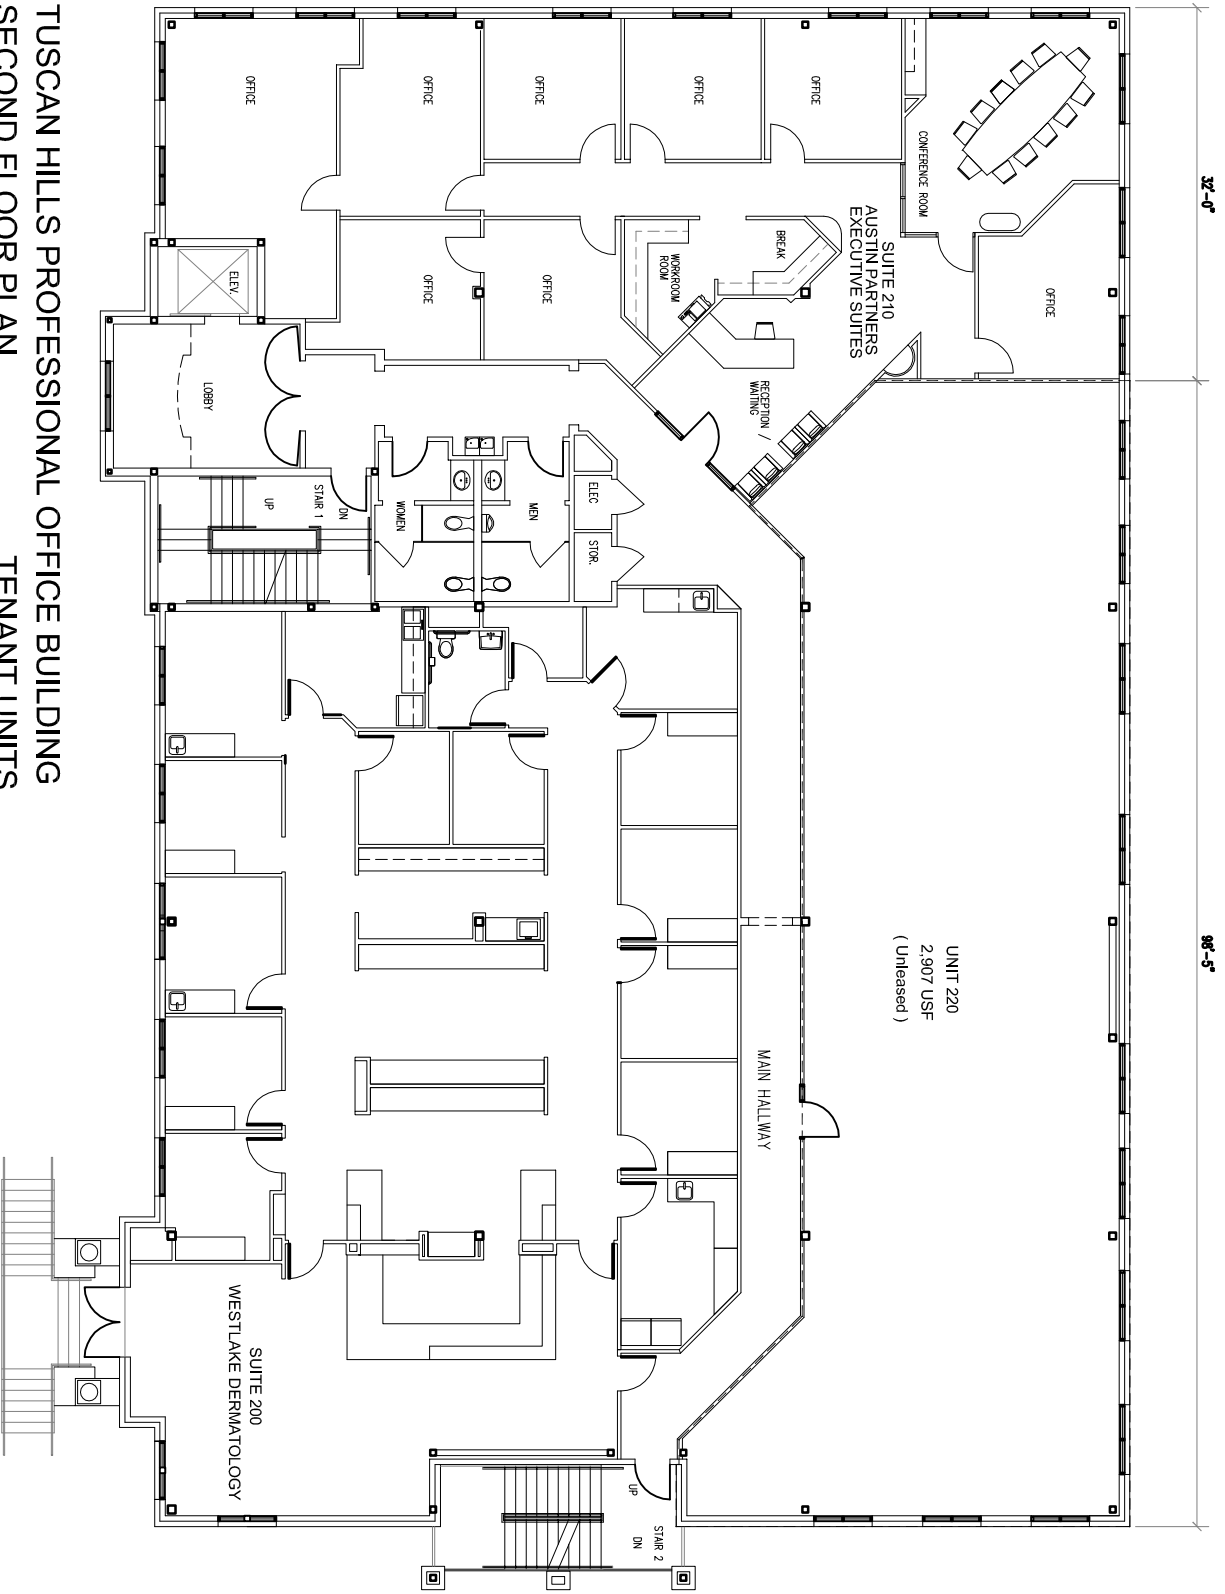 32'-0"
98'-5"
OFFICE
OFFICE
OFFICE
OFFICE
OFFICE
CONFERENCE ROOM
OFFICE
SUITE 210
AUSTIN PARTNERS
EXECUTIVE SUITES
BREAK
WORKROOM
ROOM
OFFICE
OFFICE
RECEPTION /
WAITING
ELEV.
LOBBY
ELEC
STOR.
MEN
WOMEN
DN
STAIR 1
UP
UNIT 220
2,907 USF
( Unleased )
MAIN HALLWAY
SUITE 200
WESTLAKE DERMATOLOGY
UP
STAIR 2
DN
TUSCAN HILLS PROFESSIONAL OFFICE BUILDING
SECOND FLOOR PLAN
TENANT UNITS